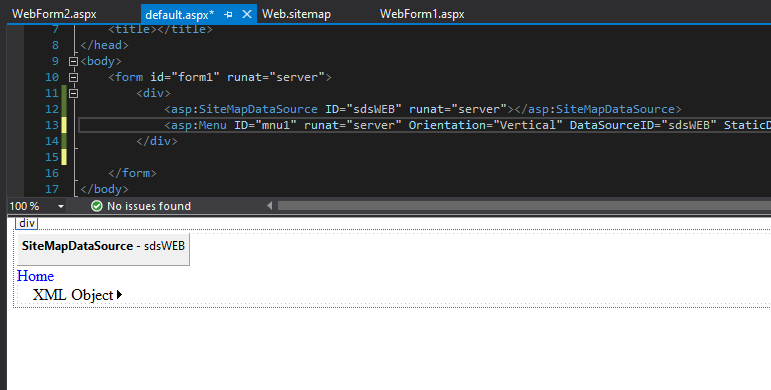 WebForm2.aspx default.aspx* Web.sitemap WebForm1.aspx
7 <title></title>
8 </head>
9 <body>
10 <form id="form1" runat="server">
11 <div>
12 <asp:SiteMapDataSource ID="sdsWEB" runat="server"></asp:SiteMapDataSource>
13 <asp:Menu ID="mnu1" runat="server" Orientation="Vertical" DataSourceID="sdsWEB" StaticD
14 </div>
15
16 </form>
17 </body>
100 % No issues found
div
SiteMapDataSource - sdsWEB
Home
XML Object